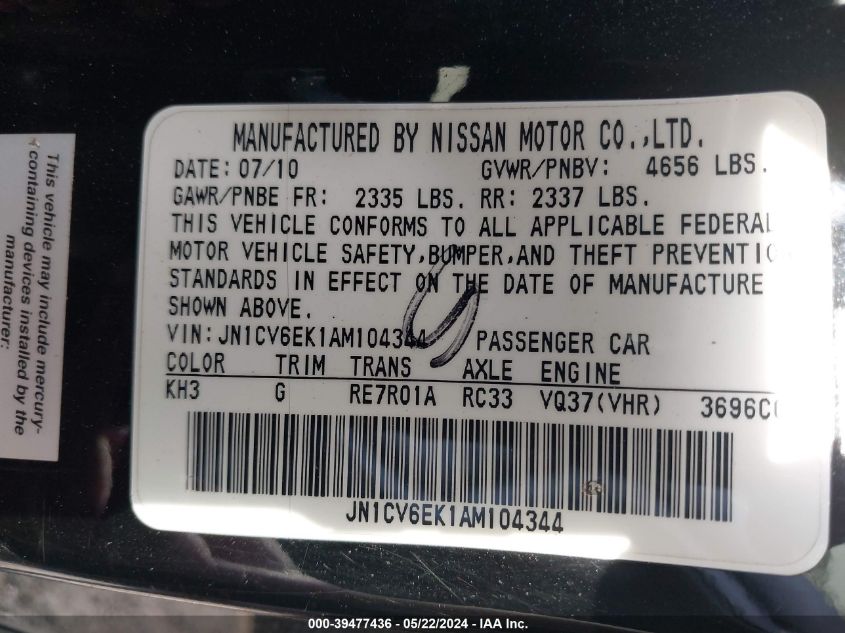 MANUFACTURED BY NISSAN MOTOR CO.,LTD.
DATE: 07/10 GVWR/PNBV: 4656 LBS.
GAWR/PNBE FR: 2335 LBS. RR: 2337 LBS.
THIS VEHICLE CONFORMS TO ALL APPLICABLE FEDERAL
MOTOR VEHICLE SAFETY,BUMPER,AND THEFT PREVENTIO
STANDARDS IN EFFECT ON THE DATE OF MANUFACTURE
SHOWN ABOVE.
VIN: JN1CV6EK1AM104344 PASSENGER CAR
COLOR TRIM TRANS AXLE ENGINE
KH3 G RE7R01A RC33 VQ37(VHR) 3696CC
JN1CV6EK1AM104344
This vehicle may include mercury-
containing devices installed by the
manufacturer:
000-39477436 - 05/22/2024 - IAA Inc.